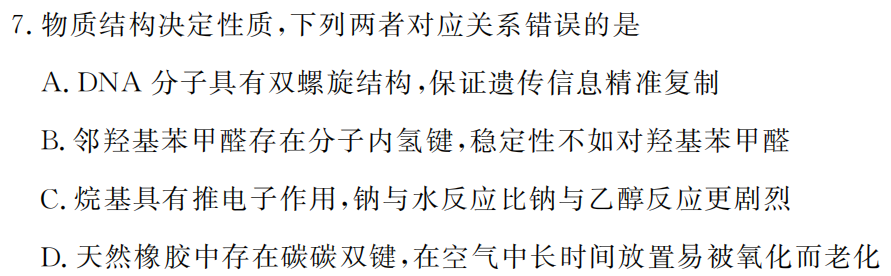 7. 物质结构决定性质,下列两者对应关系错误的是
A. DNA 分子具有双螺旋结构,保证遗传信息精准复制
B. 邻羟基苯甲醛存在分子内氢键,稳定性不如对羟基苯甲醛
C. 烷基具有推电子作用,钠与水反应比钠与乙醇反应更剧烈
D. 天然橡胶中存在碳碳双键,在空气中长时间放置易被氧化而老化